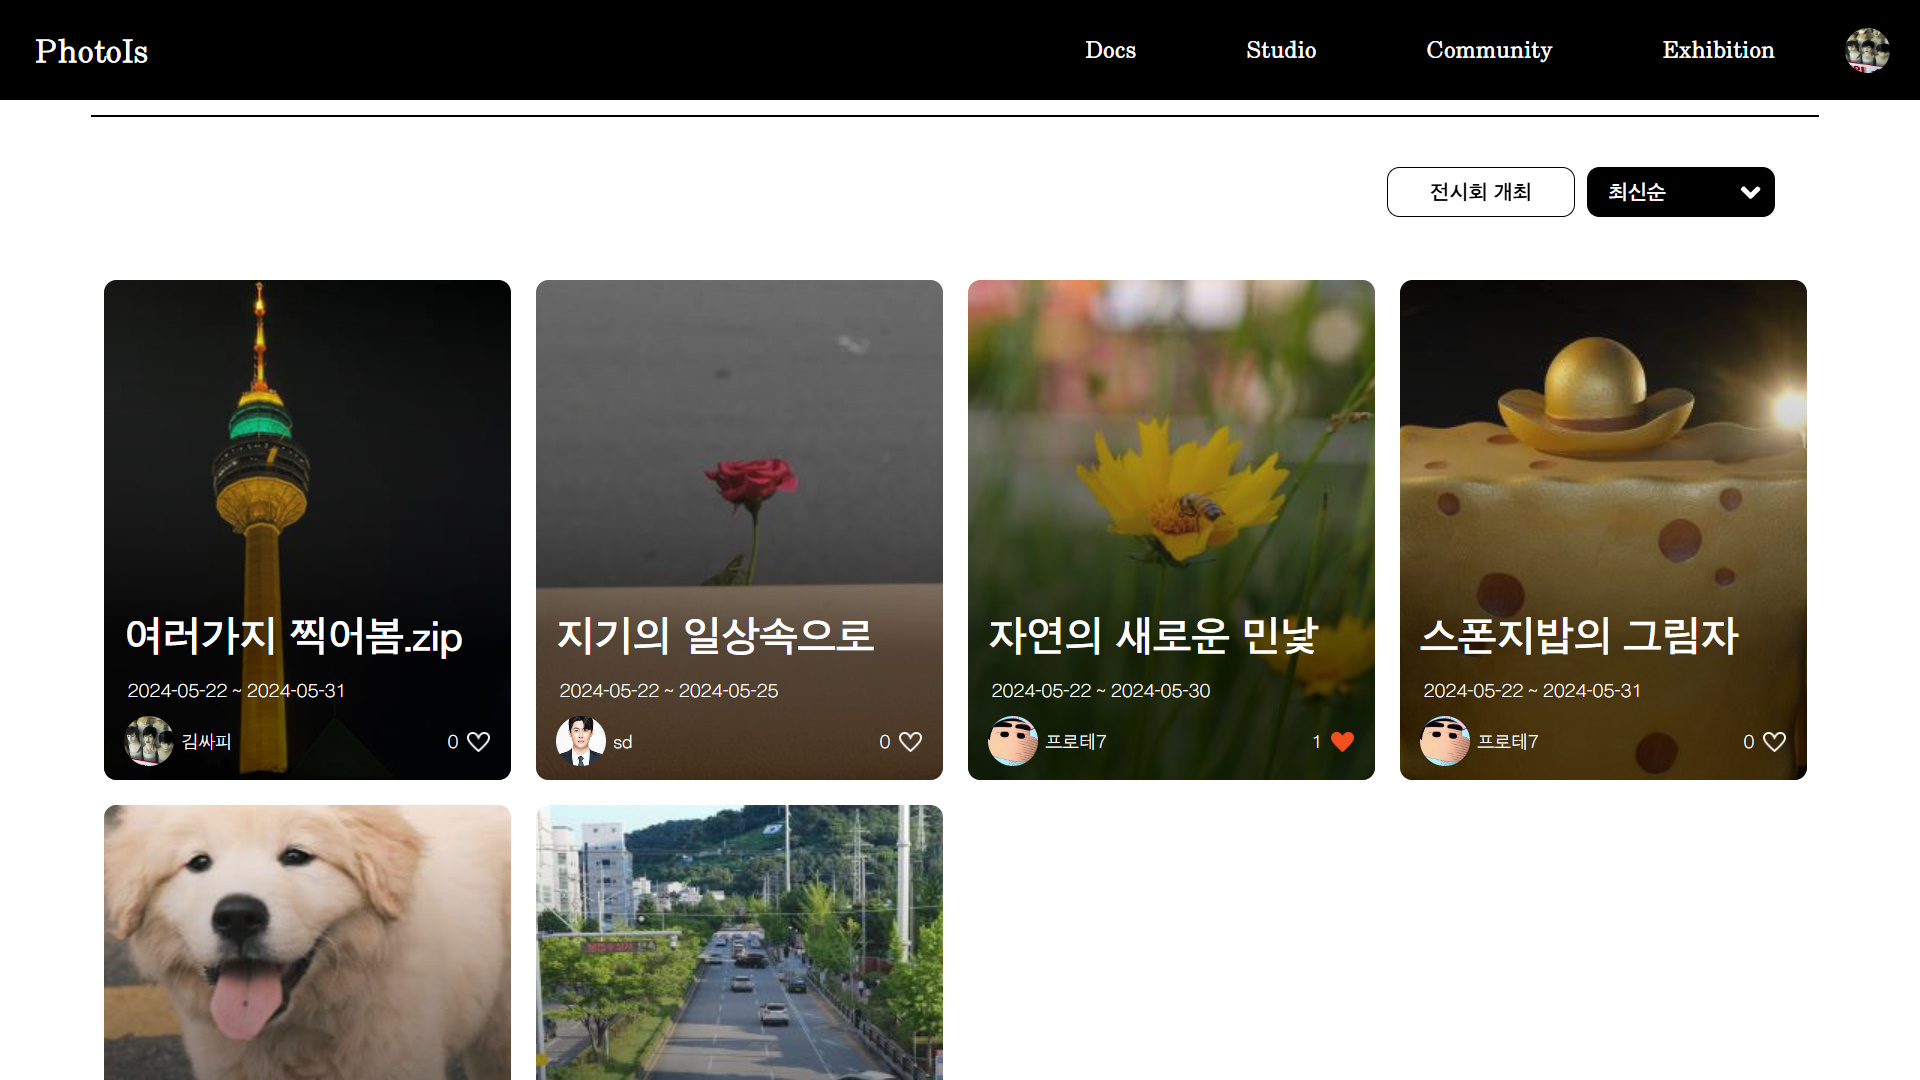 PhotoIs
Docs
Studio
Community
Exhibition
전시회 개최
최신순
여러가지 찍어봄.zip
2024-05-22 ~ 2024-05-31
김싸피
0
지기의 일상속으로
2024-05-22 ~ 2024-05-25
sd
0
자연의 새로운 민낯
2024-05-22 ~ 2024-05-30
프로테7
1
스폰지밥의 그림자
2024-05-22 ~ 2024-05-31
프로테7
0